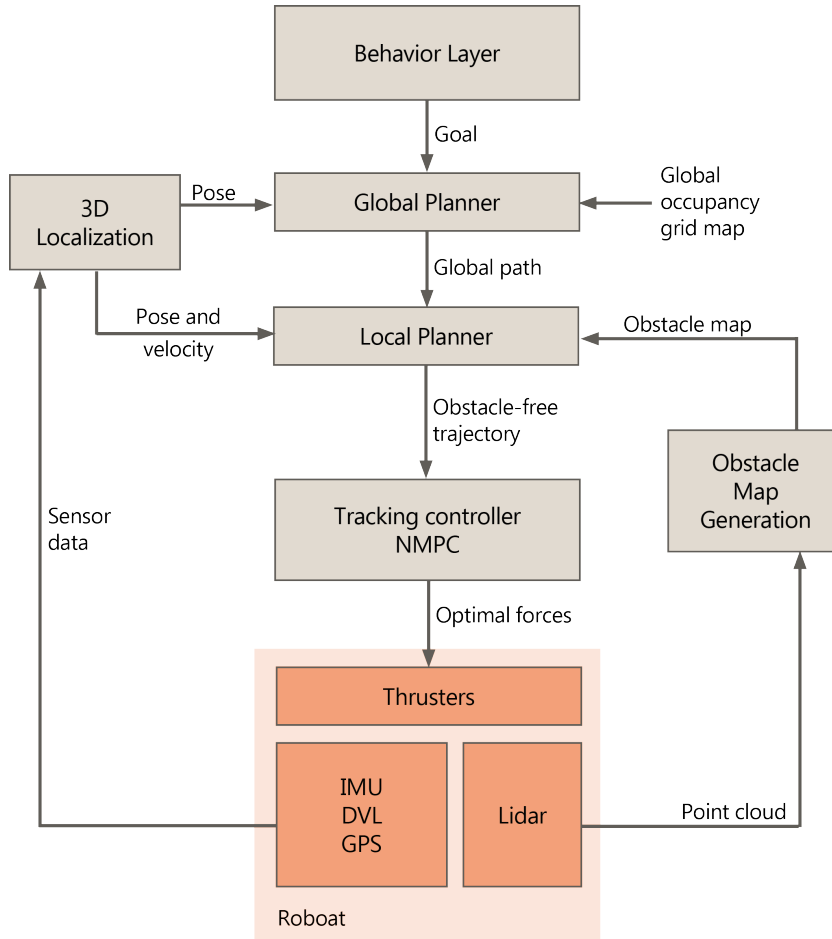 Behavior Layer
Goal
3D
Localization
Pose
Global Planner
Global
occupancy
grid map
Global path
Pose and
velocity
Local Planner
Obstacle map
Obstacle-free
trajectory
Obstacle
Map
Generation
Tracking controller
NMPC
Sensor
data
Optimal forces
Thrusters
IMU
DVL
GPS
Lidar
Point cloud
Roboat